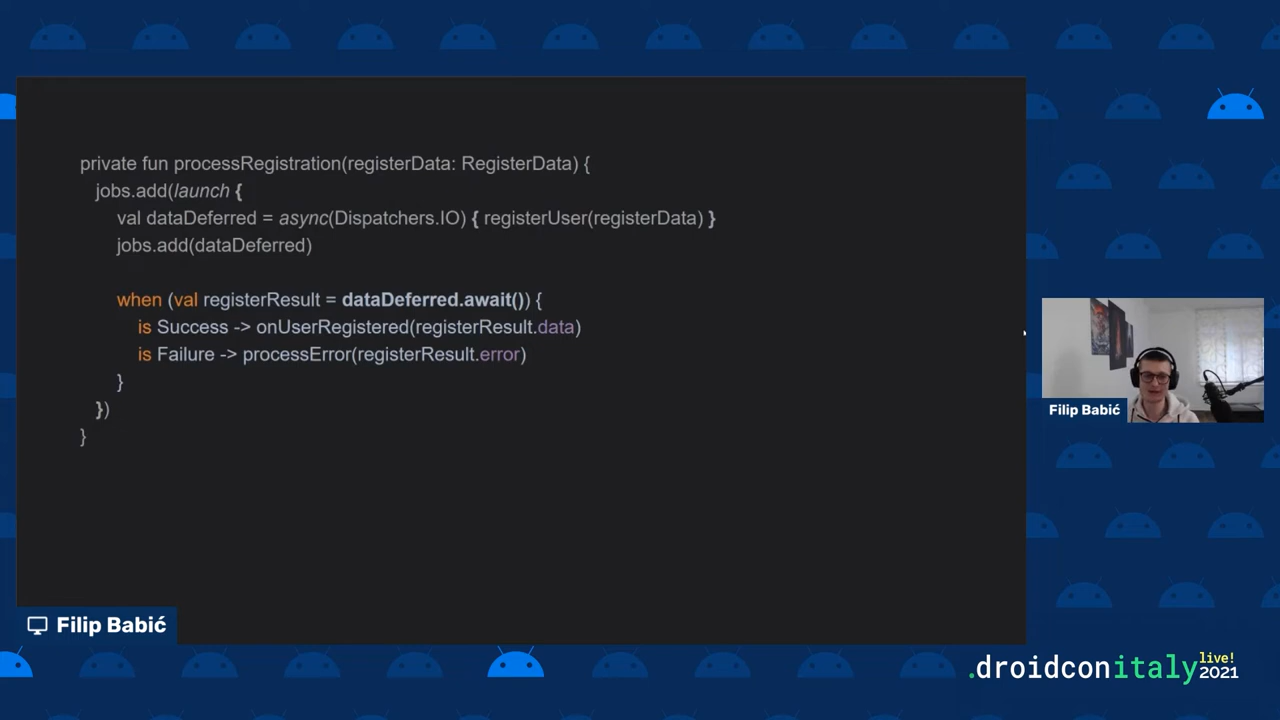 private fun processRegistration(registerData: RegisterData) {
jobs.add(launch {
val dataDeferred = async(Dispatchers.IO) { registerUser(registerData) }
jobs.add(dataDeferred)
when (val registerResult = dataDeferred.await()) {
is Success -> onUserRegistered(registerResult.data)
is Failure -> processError(registerResult.error)
}
})
}
Filip Babić
Filip Babić
.droidconitaly live! 2021